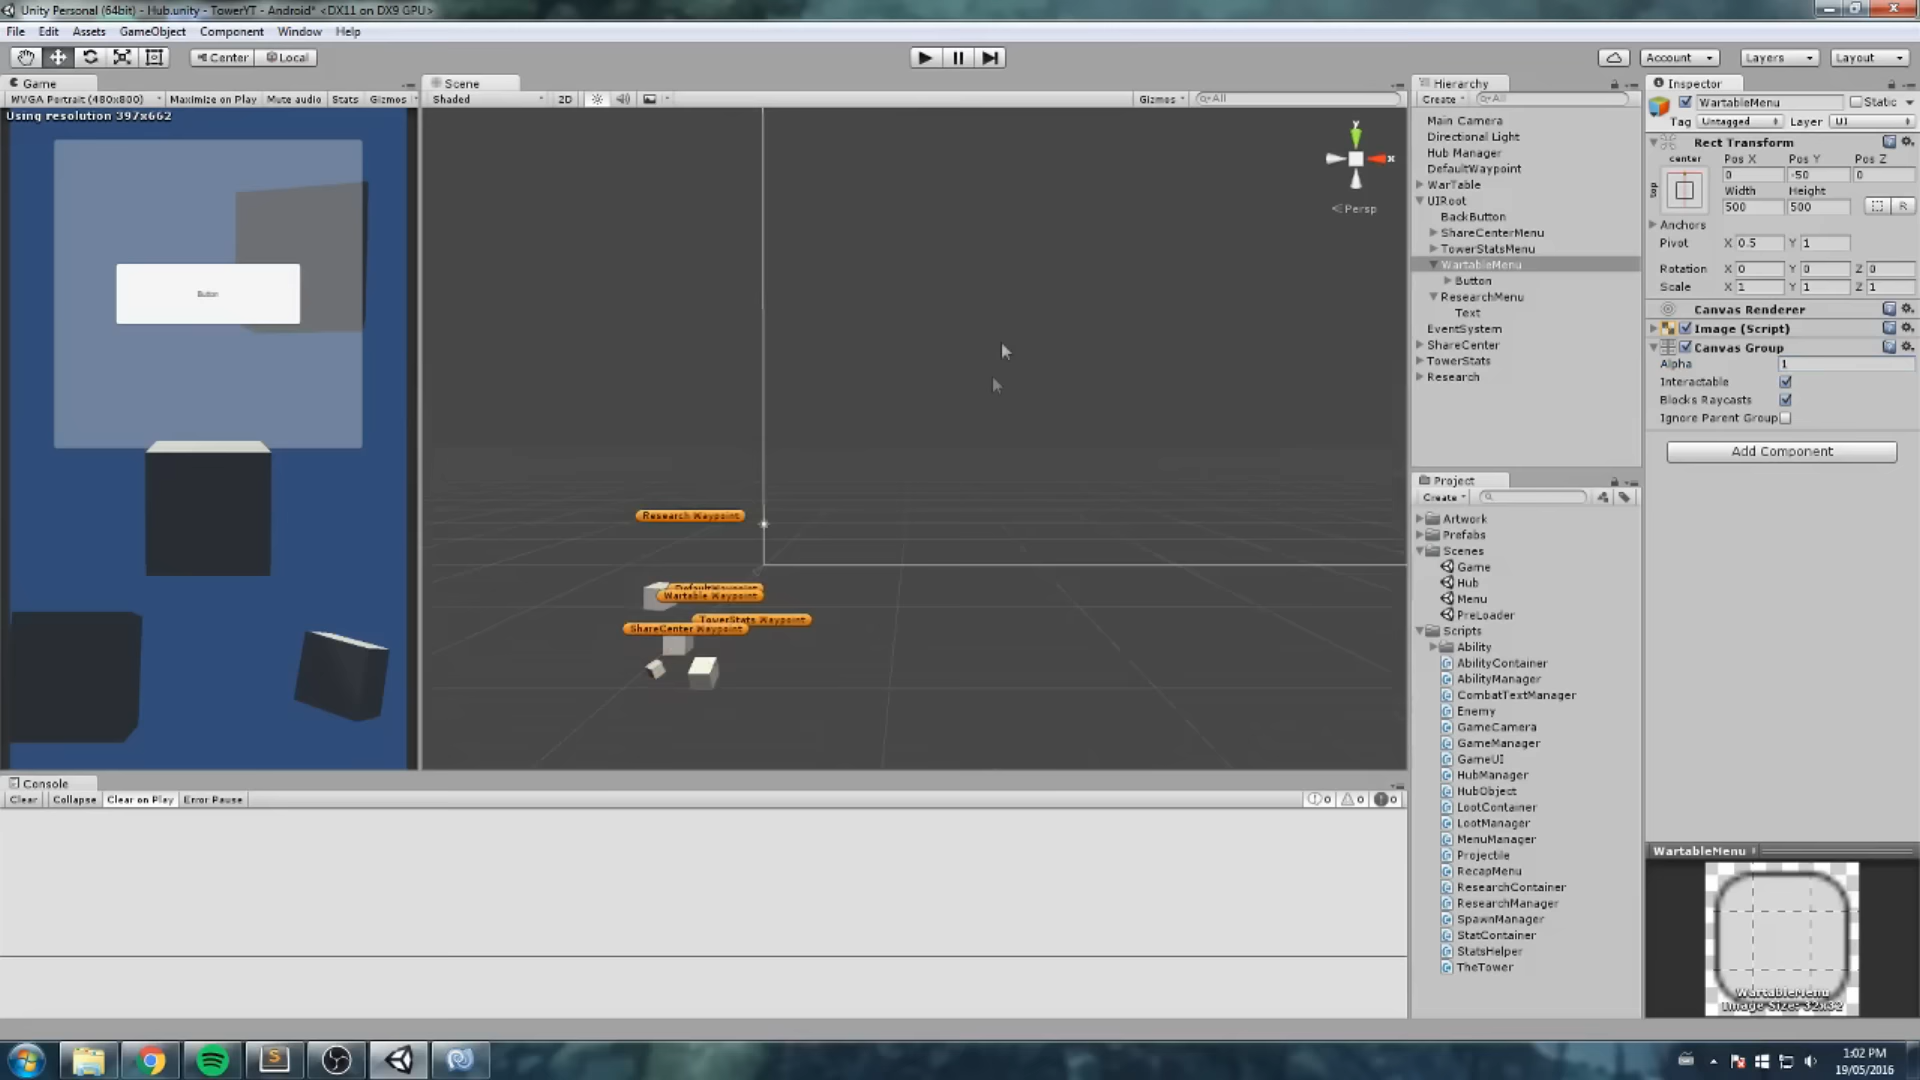 Unity Personal (64bit) - Hub.unity - TowerYT - Android* <DX11 on DX9 GPU>
File Edit Assets GameObject Component Window Help
Center Local
Account Layers Layout
Game
WVGA Portrait (480x800) Maximize on Play Mute audio Stats Gizmos
Using resolution 397x662
Button
Scene
Shaded 2D Gizmos All
y
x
Persp
Research Waypoint
DefaultWaypoint
Wartable Waypoint
TowerStats Waypoint
ShareCenter Waypoint
Console
Clear Collapse Clear on Play Error Pause 0 0 0
Hierarchy
Create All
Main Camera
Directional Light
Hub Manager
DefaultWaypoint
WarTable
UIRoot
BackButton
ShareCenterMenu
TowerStatsMenu
WartableMenu
Button
ResearchMenu
Text
EventSystem
ShareCenter
TowerStats
Research
Project
Create
Artwork
Prefabs
Scenes
Game
Hub
Menu
PreLoader
Scripts
Ability
AbilityContainer
AbilityManager
CombatTextManager
Enemy
GameCamera
GameManager
GameUI
HubManager
HubObject
LootContainer
LootManager
MenuManager
Projectile
RecapMenu
ResearchContainer
ResearchManager
SpawnManager
StatContainer
StatsHelper
TheTower
Inspector
WartableMenu Static
Tag Untagged Layer UI
Rect Transform
center Pos X Pos Y Pos Z
top 0 -50 0
Width Height
500 500 R
Anchors
Pivot X 0.5 Y 1
Rotation X 0 Y 0 Z 0
Scale X 1 Y 1 Z 1
Canvas Renderer
Image (Script)
Canvas Group
Alpha 1
Interactable
Blocks Raycasts
Ignore Parent Group
Add Component
WartableMenu
WartableMenu
Image Size: 32x32
1:02 PM
19/05/2016